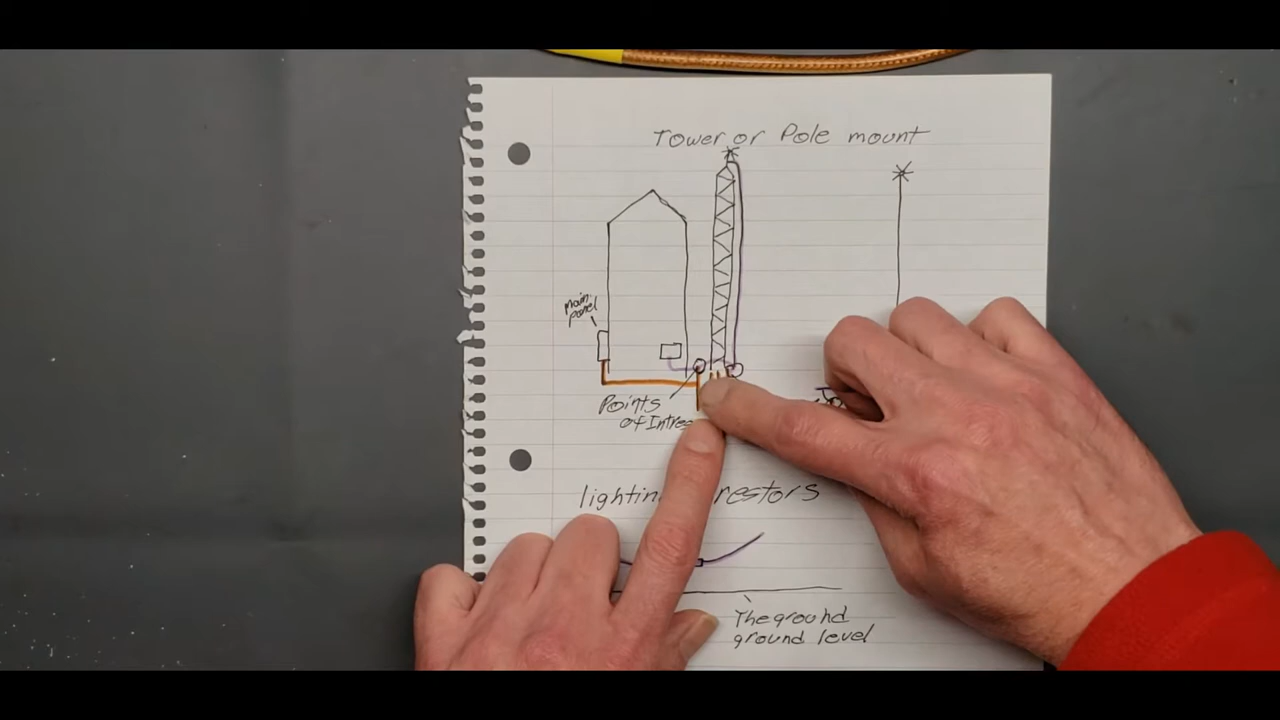 Tower or Pole mount
main
panel
Points
of Intres
lightin restors
The ground
ground level